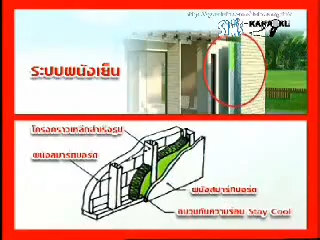 SMS-KARAOKE
ระบบผนังเย็น
โครงคร่าวเหล็กสำเร็จรูป
ผนังสมาร์ทบอร์ด
ผนังสมาร์ทบอร์ด
ฉนวนกันความร้อน Stay Cool